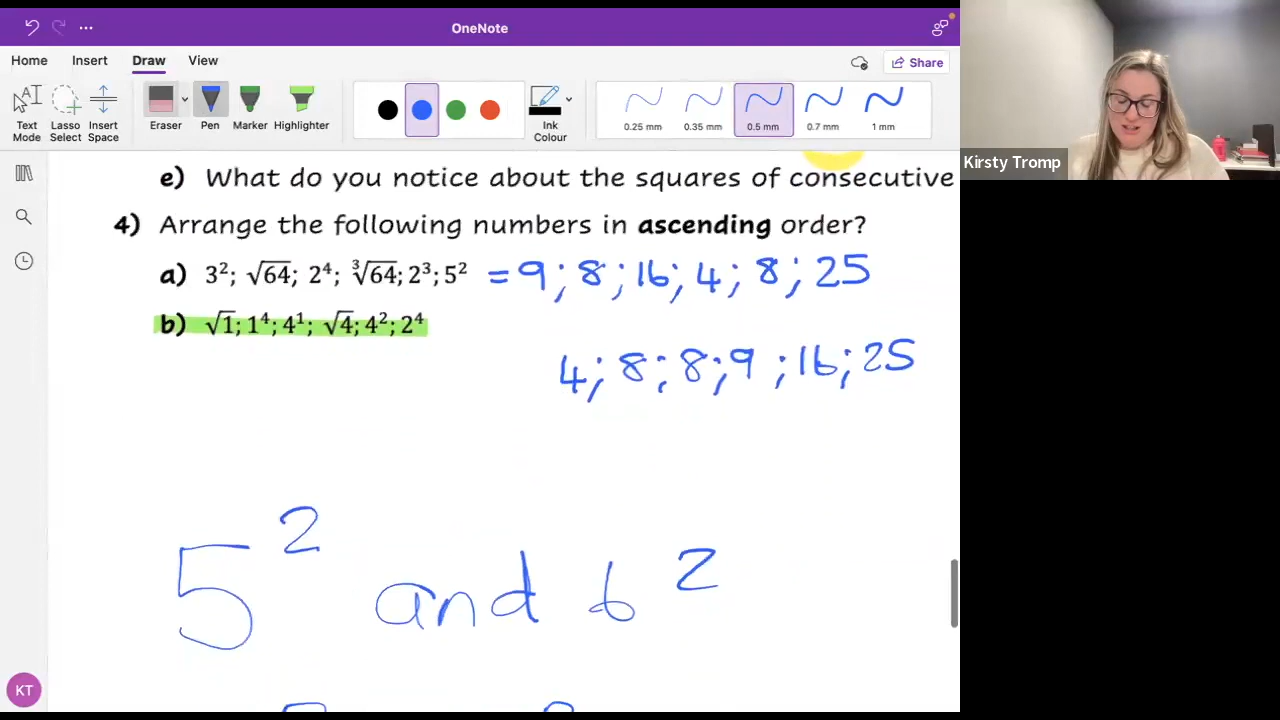 OneNote
Home Insert Draw View
Share
Text Mode
Lasso Select
Insert Space
Eraser
Pen
Marker
Highlighter
Ink Colour
0.25 mm
0.35 mm
0.5 mm
0.7 mm
1 mm
Kirsty Tromp
e) What do you notice about the squares of consecutive
4) Arrange the following numbers in ascending order?
a) 3²; √64; 2⁴; ∛64; 2³; 5² = 9; 8; 16; 4; 8; 25
b) √1; 1⁴; 4¹; √4; 4²; 2⁴
4; 8; 8; 9; 16; 25
5² and 6²
KT